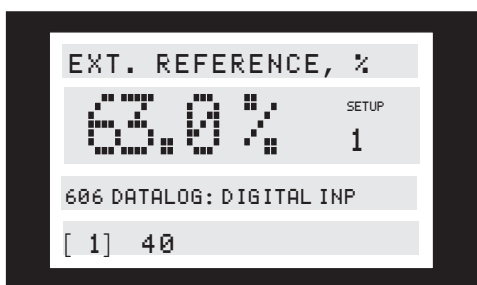 EXT. REFERENCE, %
63.0% SETUP 1
606 DATALOG: DIGITAL INP
[ 1] 40